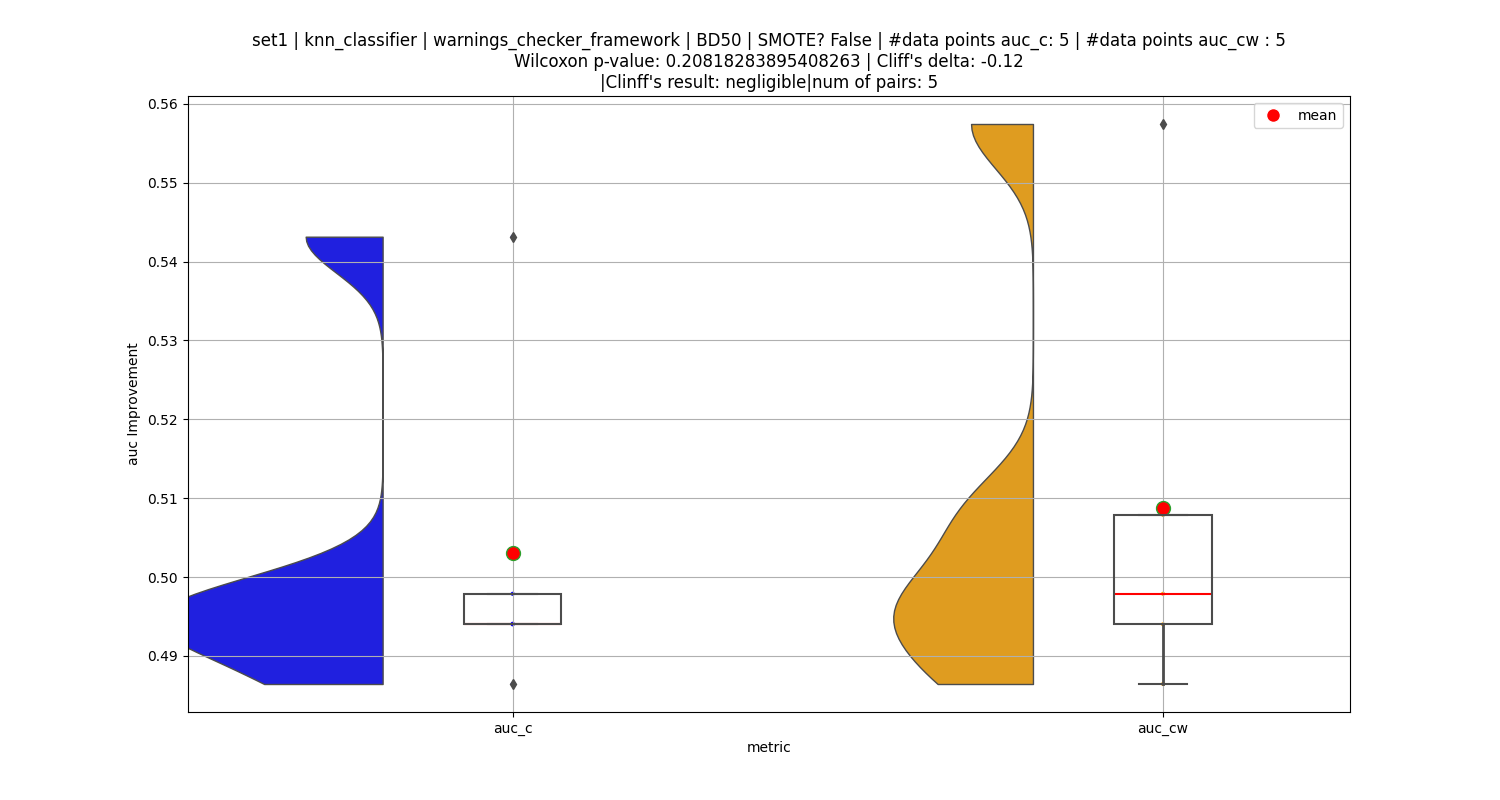 set1 | knn_classifier | warnings_checker_framework | BD50 | SMOTE? False | #data points auc_c: 5 | #data points auc_cw : 5
Wilcoxon p-value: 0.20818283895408263 | Cliff's delta: -0.12
|Clinff's result: negligible|num of pairs: 5
mean
0.56
0.55
0.54
0.53
0.52
0.51
0.50
0.49
auc Improvement
auc_c
auc_cw
metric